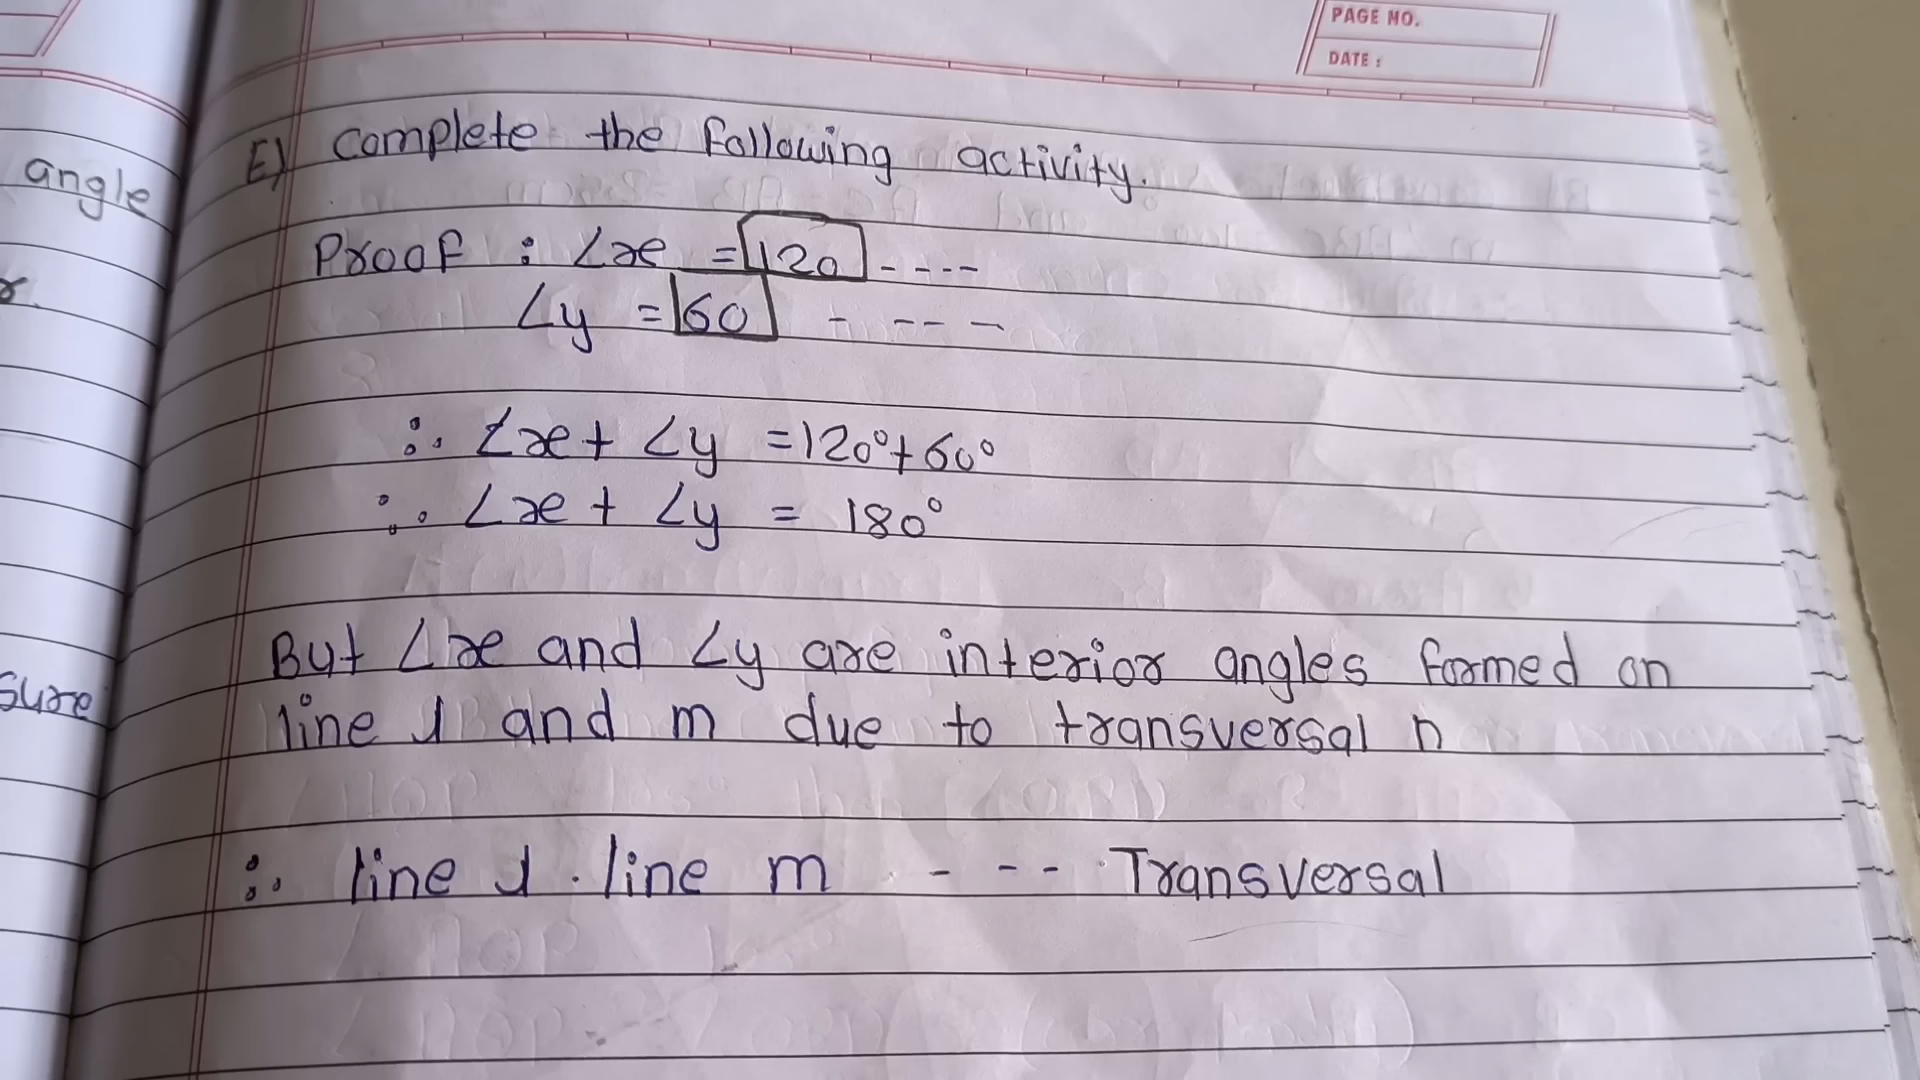 PAGE NO.
DATE :
angle
r.
sure
E) Complete the following activity.
Proof : ∠x = 120 ----
∠y = 60 - -- -
∴ ∠x + ∠y = 120° + 60°
∴ ∠x + ∠y = 180°
But ∠x and ∠y are interior angles formed on
line l and m due to transversal n
∴ line l . line m - - - Transversal